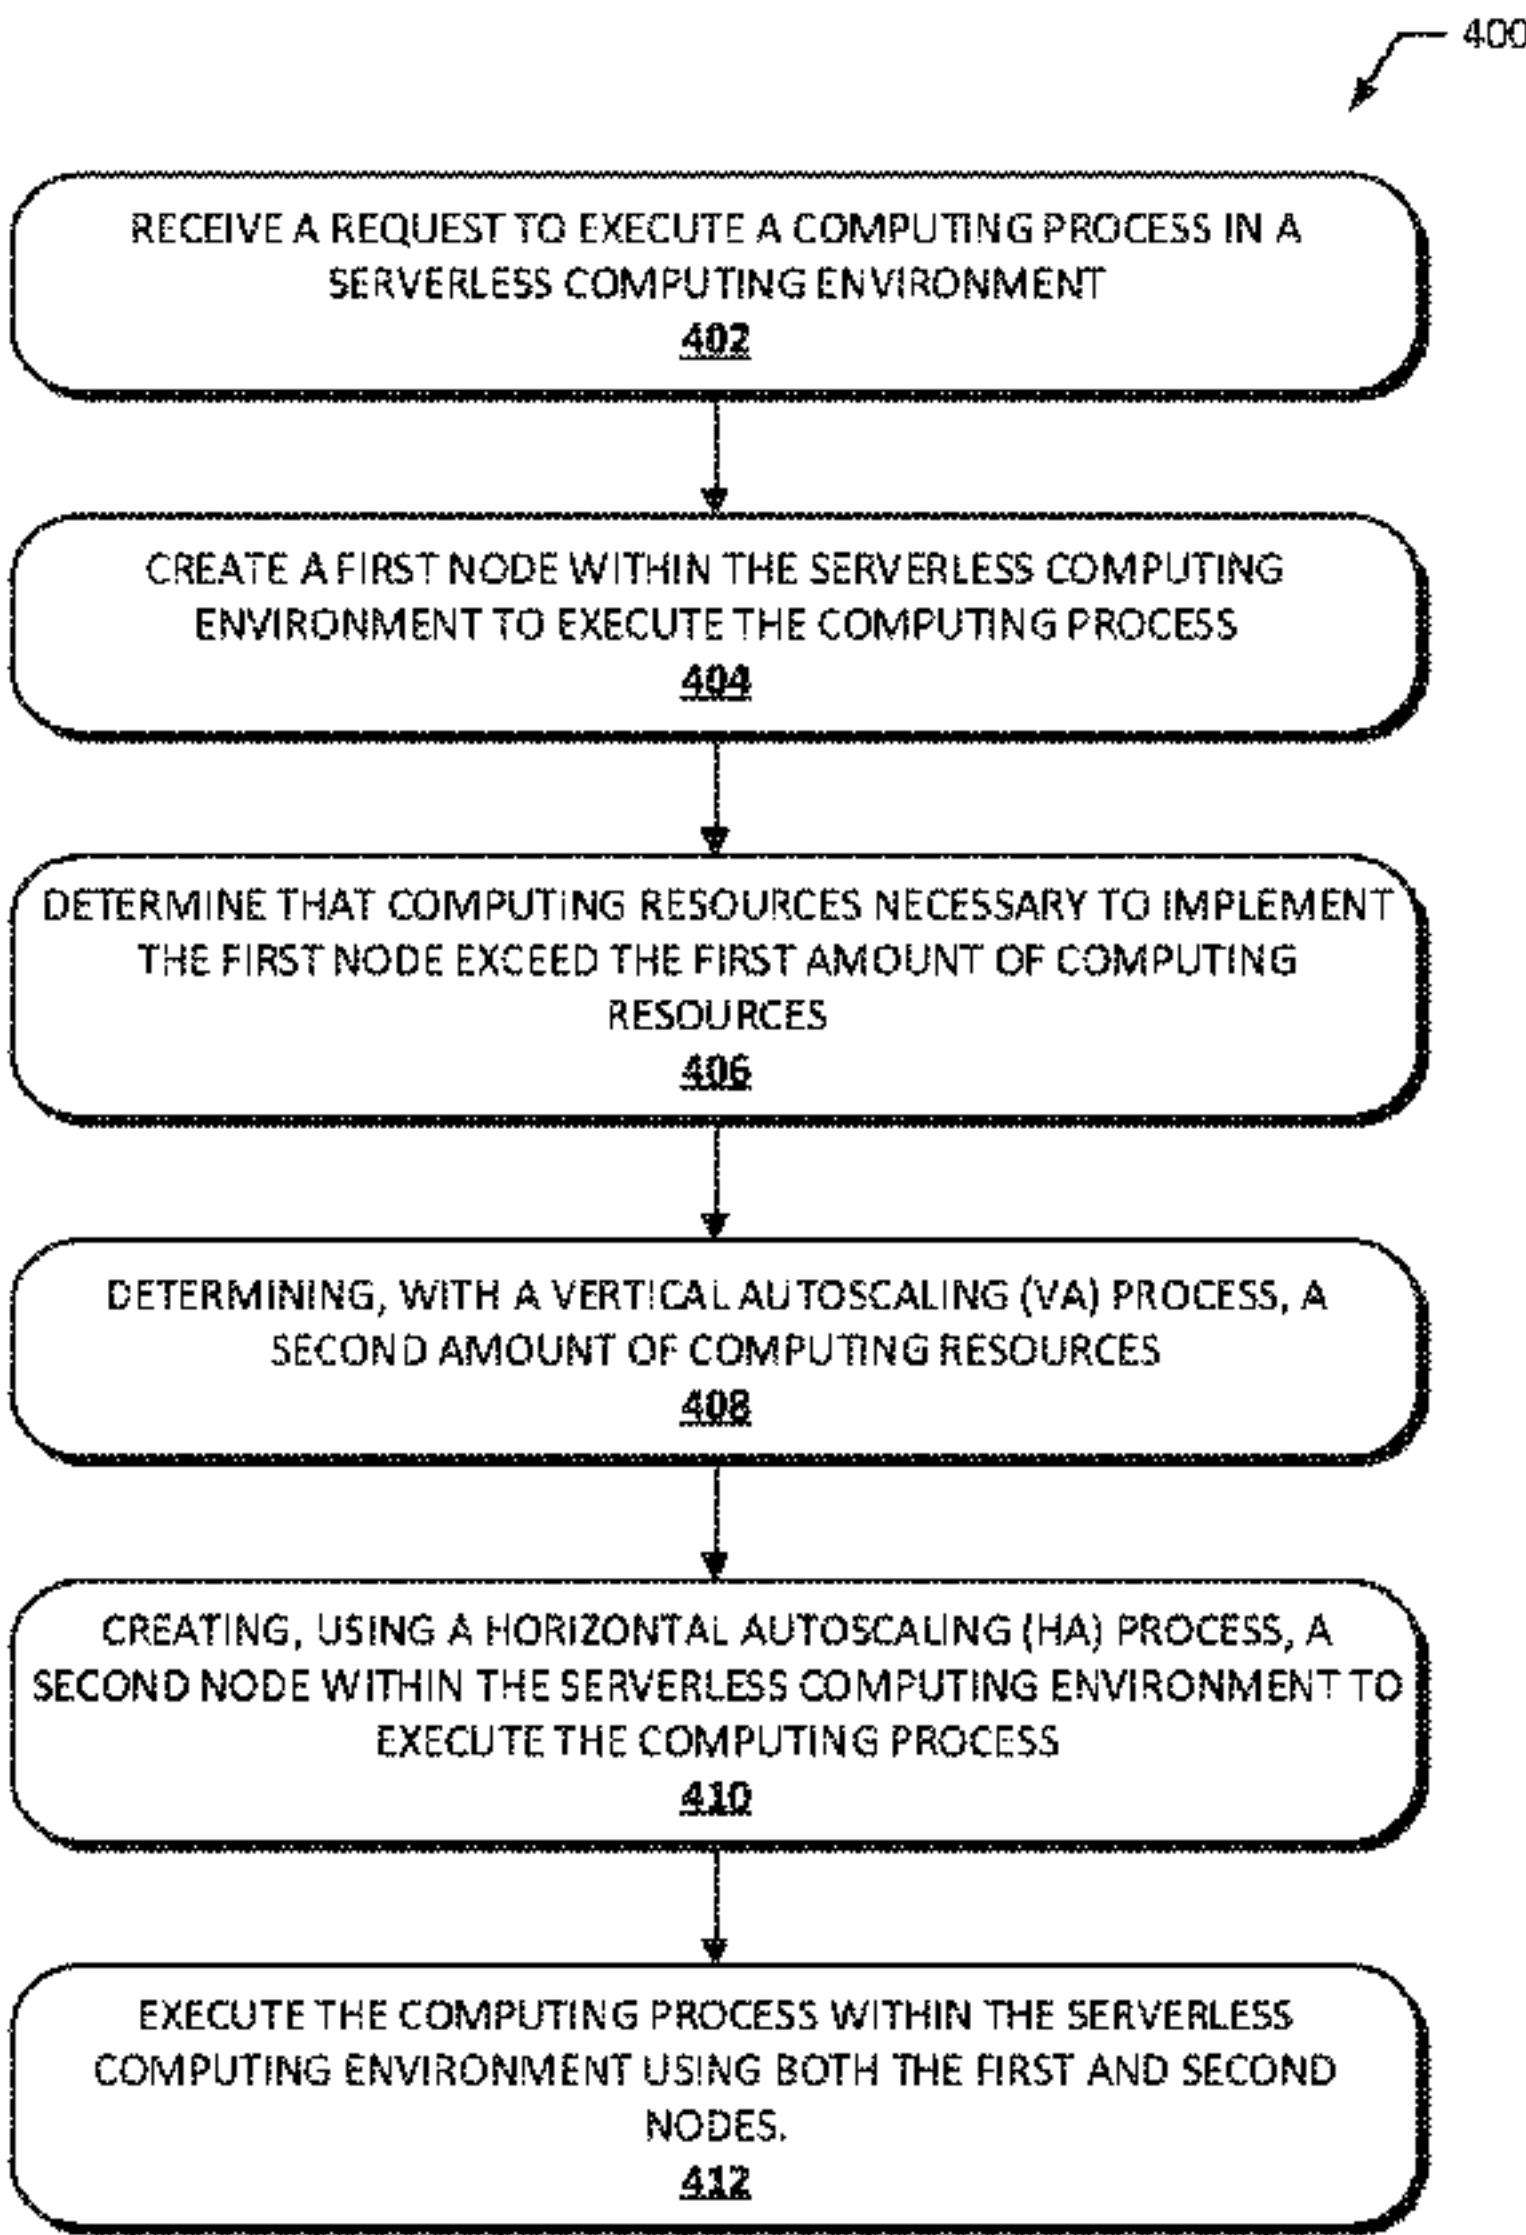 400
RECEIVE A REQUEST TO EXECUTE A COMPUTING PROCESS IN A
SERVERLESS COMPUTING ENVIRONMENT
402
CREATE A FIRST NODE WITHIN THE SERVERLESS COMPUTING
ENVIRONMENT TO EXECUTE THE COMPUTING PROCESS
404
DETERMINE THAT COMPUTING RESOURCES NECESSARY TO IMPLEMENT
THE FIRST NODE EXCEED THE FIRST AMOUNT OF COMPUTING
RESOURCES
406
DETERMINING, WITH A VERTICAL AUTOSCALING (VA) PROCESS, A
SECOND AMOUNT OF COMPUTING RESOURCES
408
CREATING, USING A HORIZONTAL AUTOSCALING (HA) PROCESS, A
SECOND NODE WITHIN THE SERVERLESS COMPUTING ENVIRONMENT TO
EXECUTE THE COMPUTING PROCESS
410
EXECUTE THE COMPUTING PROCESS WITHIN THE SERVERLESS
COMPUTING ENVIRONMENT USING BOTH THE FIRST AND SECOND
NODES.
412